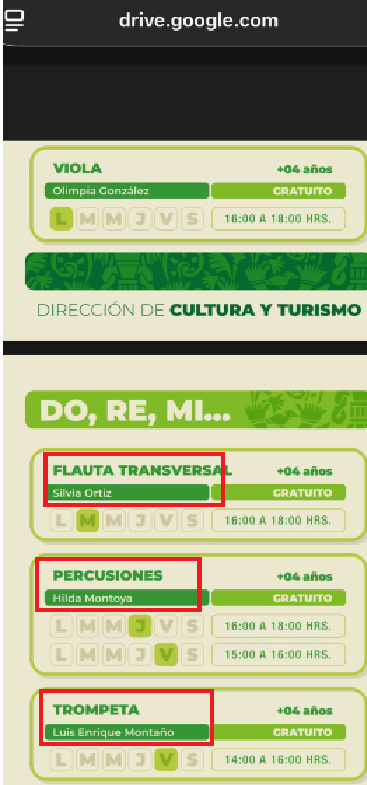 drive.google.com
VIOLA +04 años
Olimpia González GRATUITO
L M M J V S 16:00 A 18:00 HRS.
DIRECCIÓN DE CULTURA Y TURISMO
DO, RE, MI...
FLAUTA TRANSVERSAL +04 años
Silvia Ortiz GRATUITO
L M M J V S 16:00 A 18:00 HRS.
PERCUSIONES +04 años
Hilda Montoya GRATUITO
L M M J V S 16:00 A 18:00 HRS.
L M M J V S 15:00 A 16:00 HRS.
TROMPETA +04 años
Luis Enrique Montaño GRATUITO
L M M J V S 14:00 A 16:00 HRS.